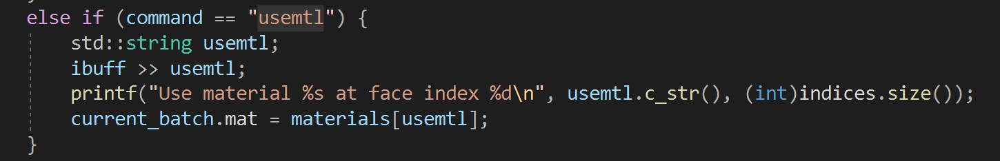 else if (command == "usemtl") {
std::string usemtl;
ibuff >> usemtl;
printf("Use material %s at face index %d\n", usemtl.c_str(), (int)indices.size());
current_batch.mat = materials[usemtl];
}